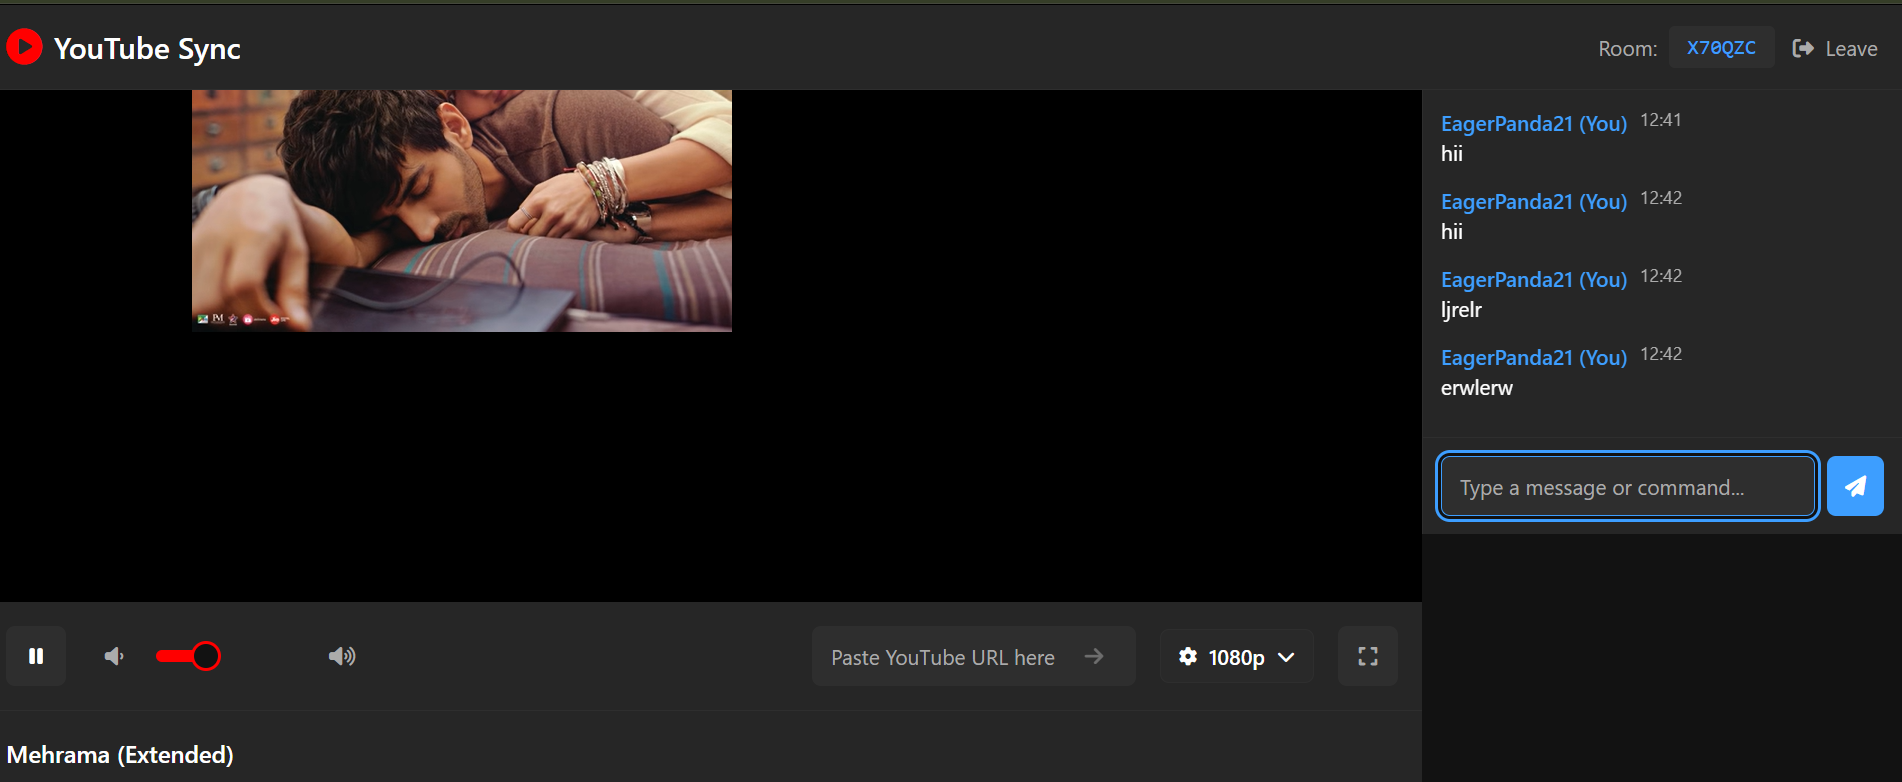 YouTube Sync
Room: X70QZC Leave
EagerPanda21 (You) 12:41
hii
EagerPanda21 (You) 12:42
hii
EagerPanda21 (You) 12:42
ljrelr
EagerPanda21 (You) 12:42
erwlerw
Type a message or command...
Paste YouTube URL here
1080p
Mehrama (Extended)